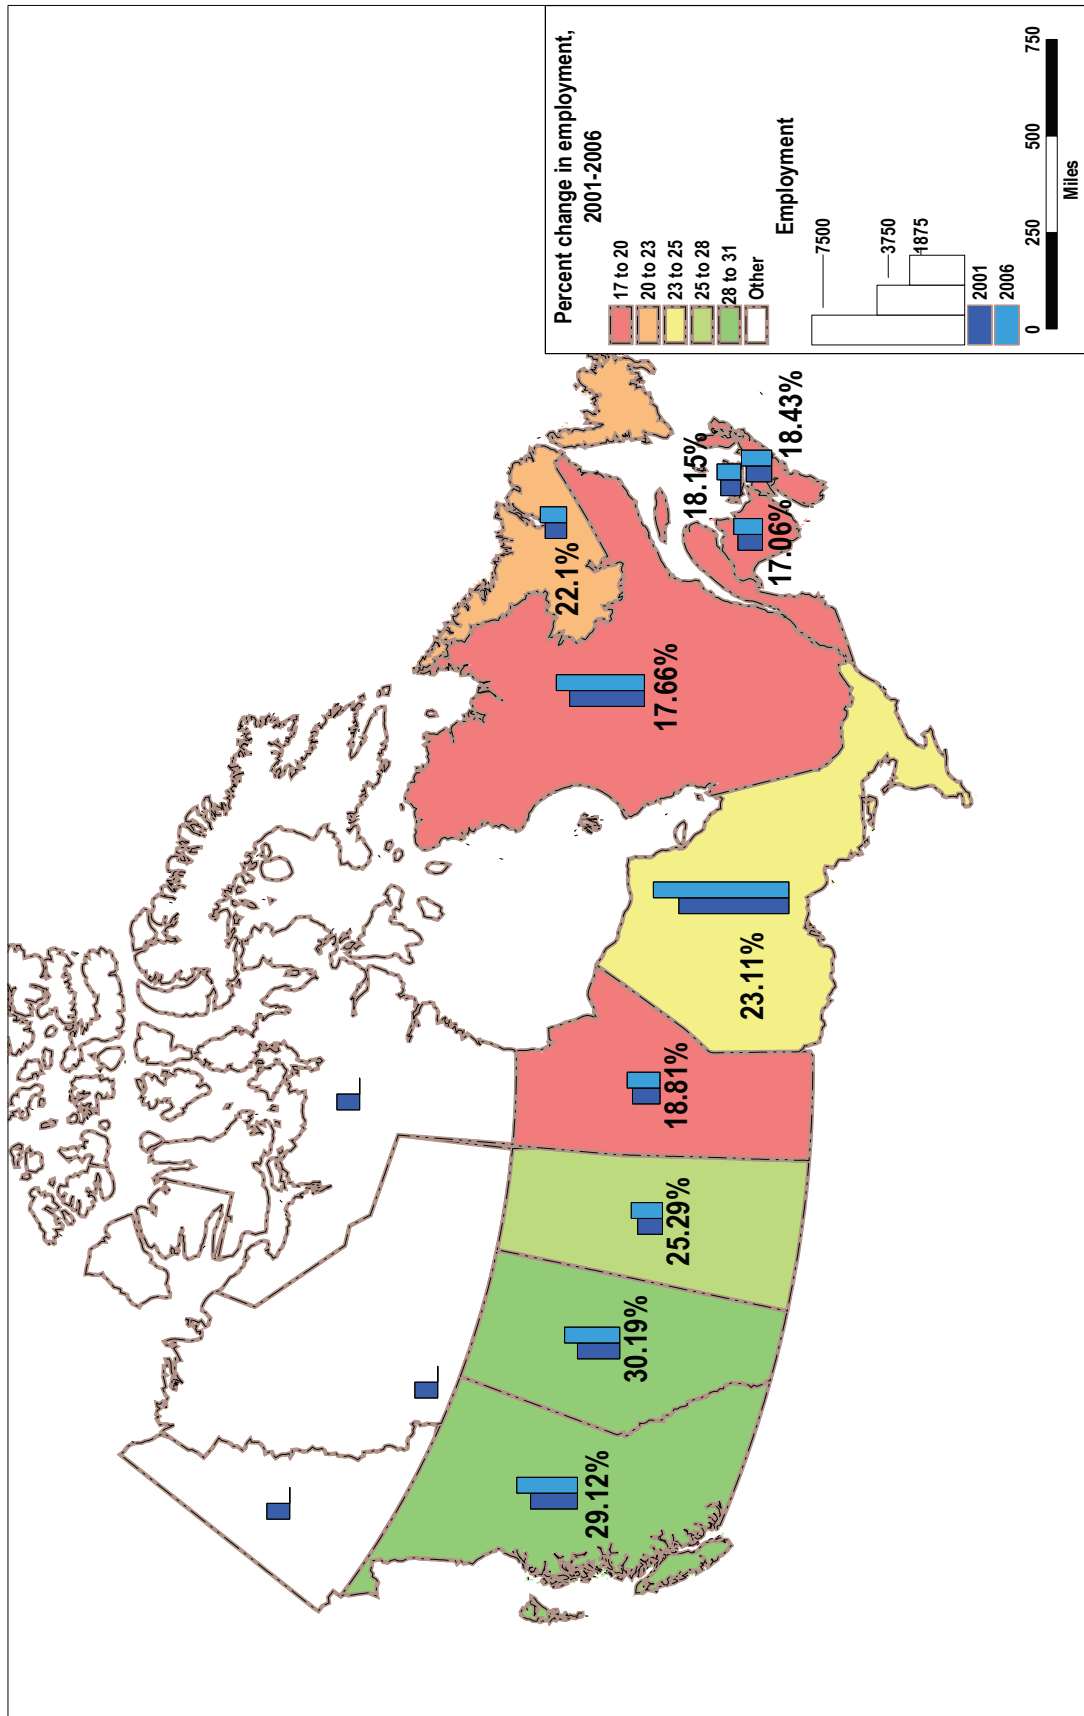 Percent change in employment,
2001-2006
17 to 20
20 to 23
23 to 25
25 to 28
28 to 31
Other
Employment
7500
3750
1875
2001
2006
0 250 500 750
Miles
29.12%
30.19%
25.29%
18.81%
23.11%
17.66%
22.1%
17.06%
18.15%
18.43%